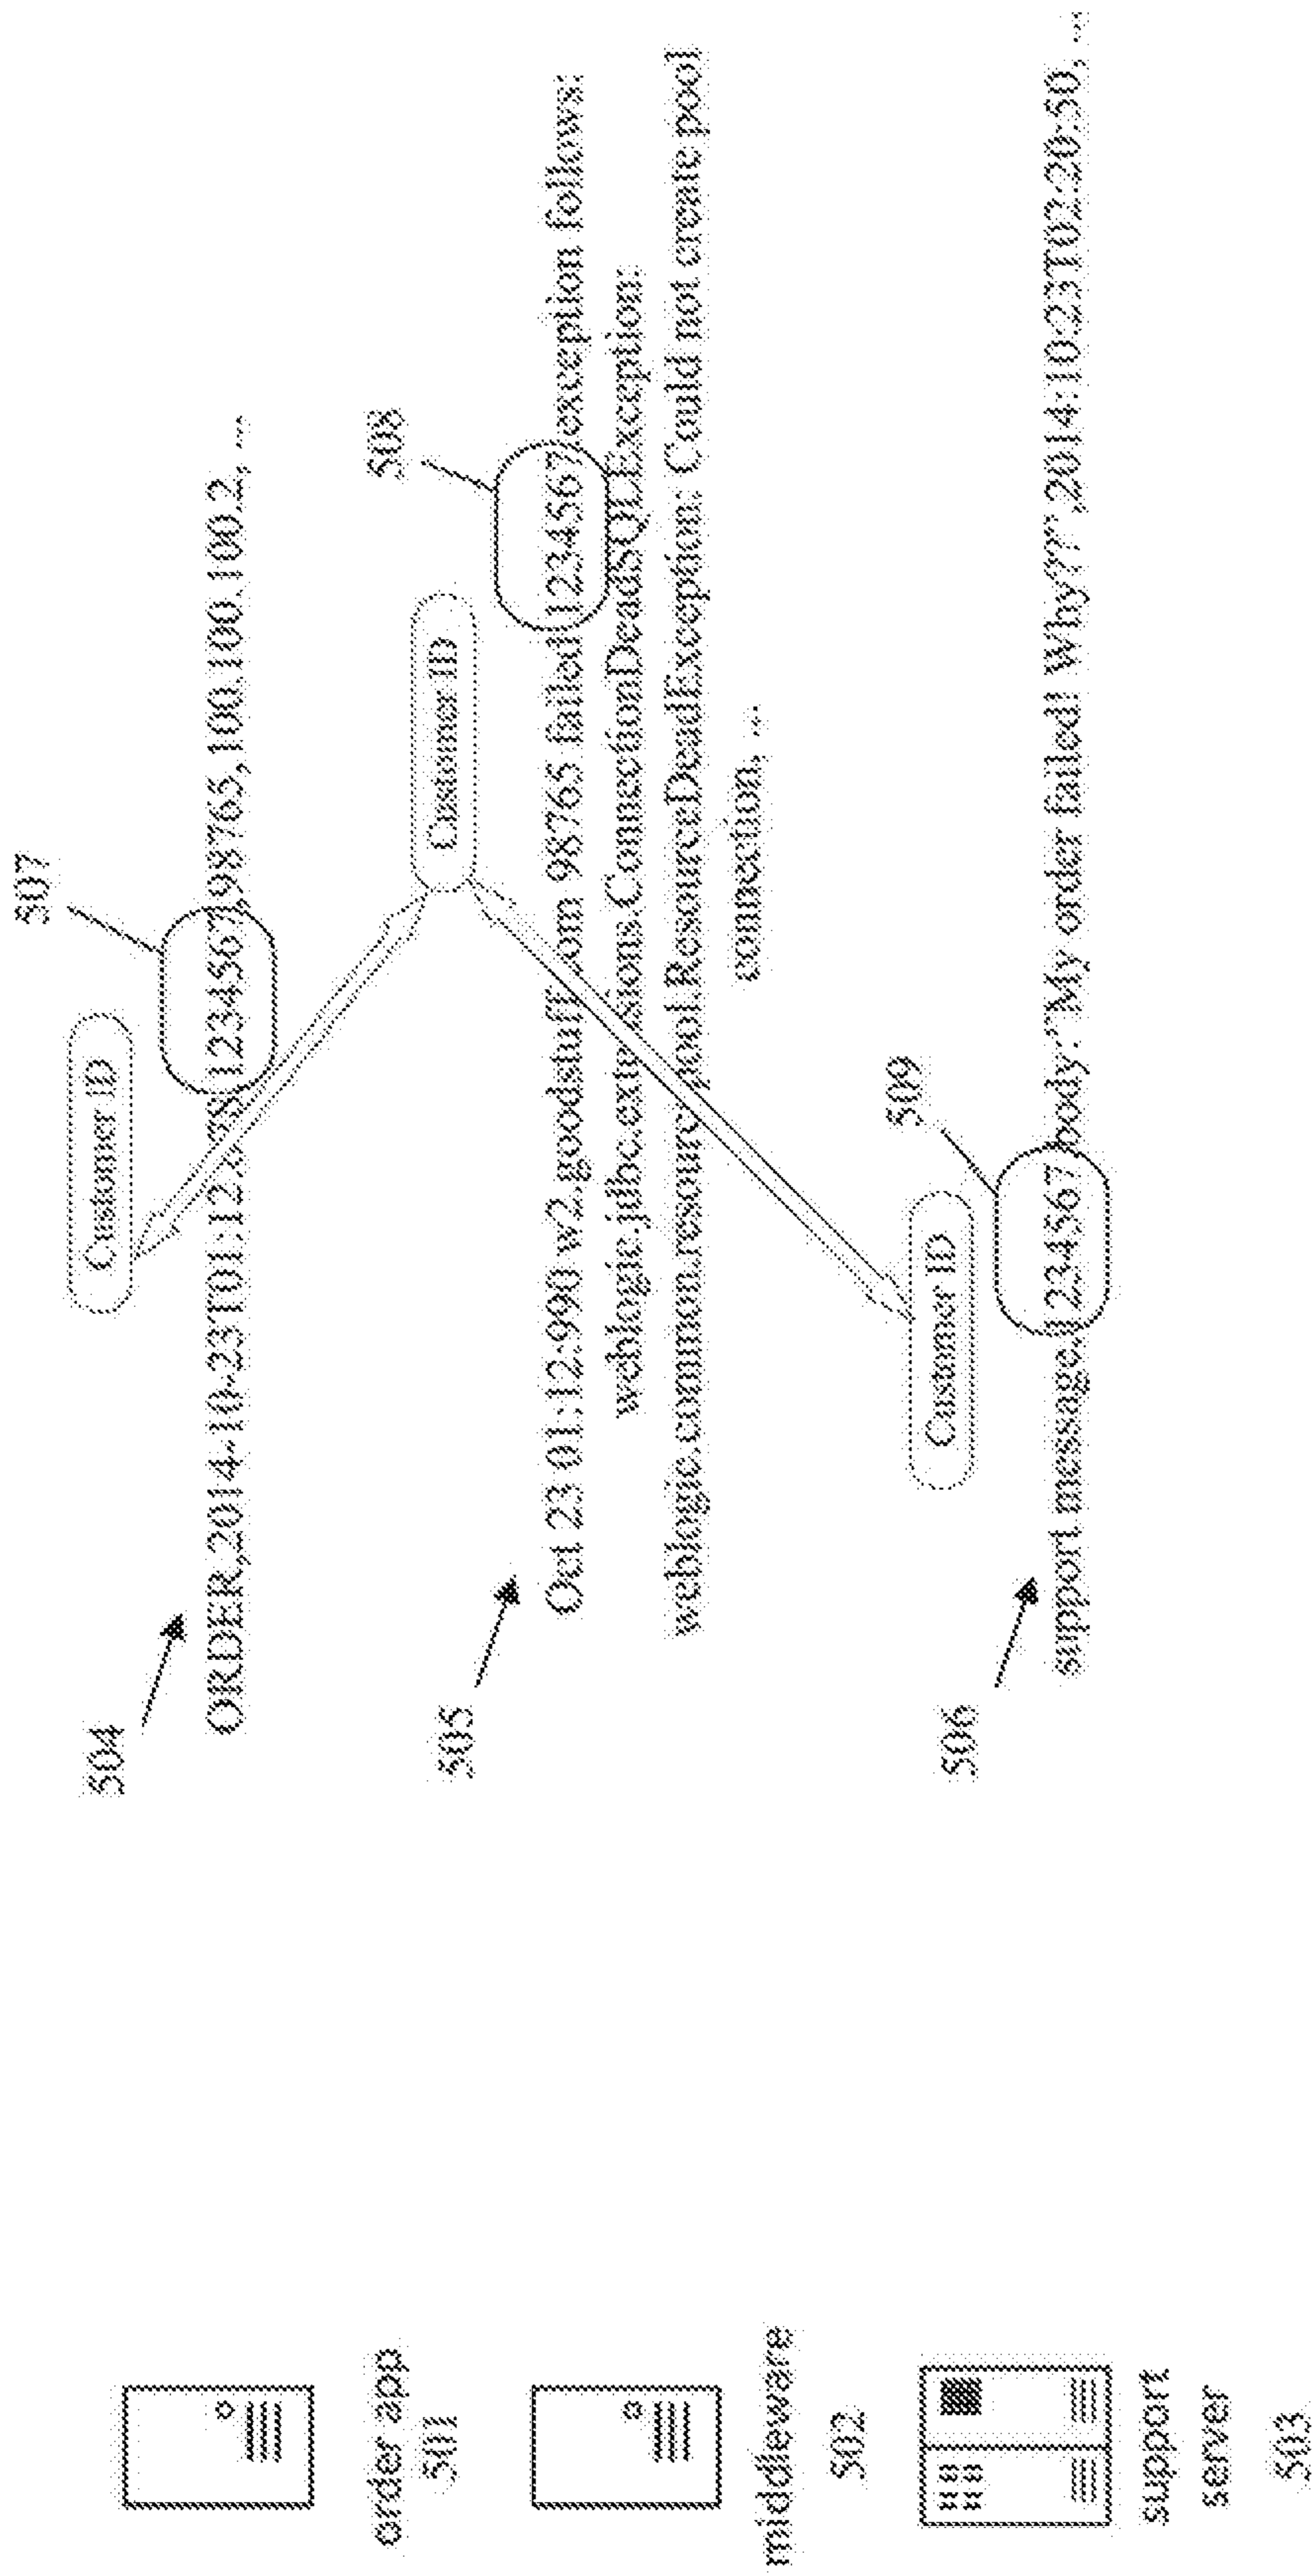 504
507
Customer ID
ORDER,2014-10-23T01:12: 1234567,98765,100.100.100.2, ...
order app
501
505
508
Customer ID
Oct 23 01:12:990 w2.goodstuff.com 98765 failed 1234567 exception follows:
weblogic.jdbc.extensions.ConnectionDeadSQLException:
weblogic.common.resourcepool.ResourceDeadException: Could not create pool
connection, ...
middleware
502
506
509
Customer ID
support message, 234567 body:"My order failed! Why???",2014:10:23T02:20:50, ...
support
server
503